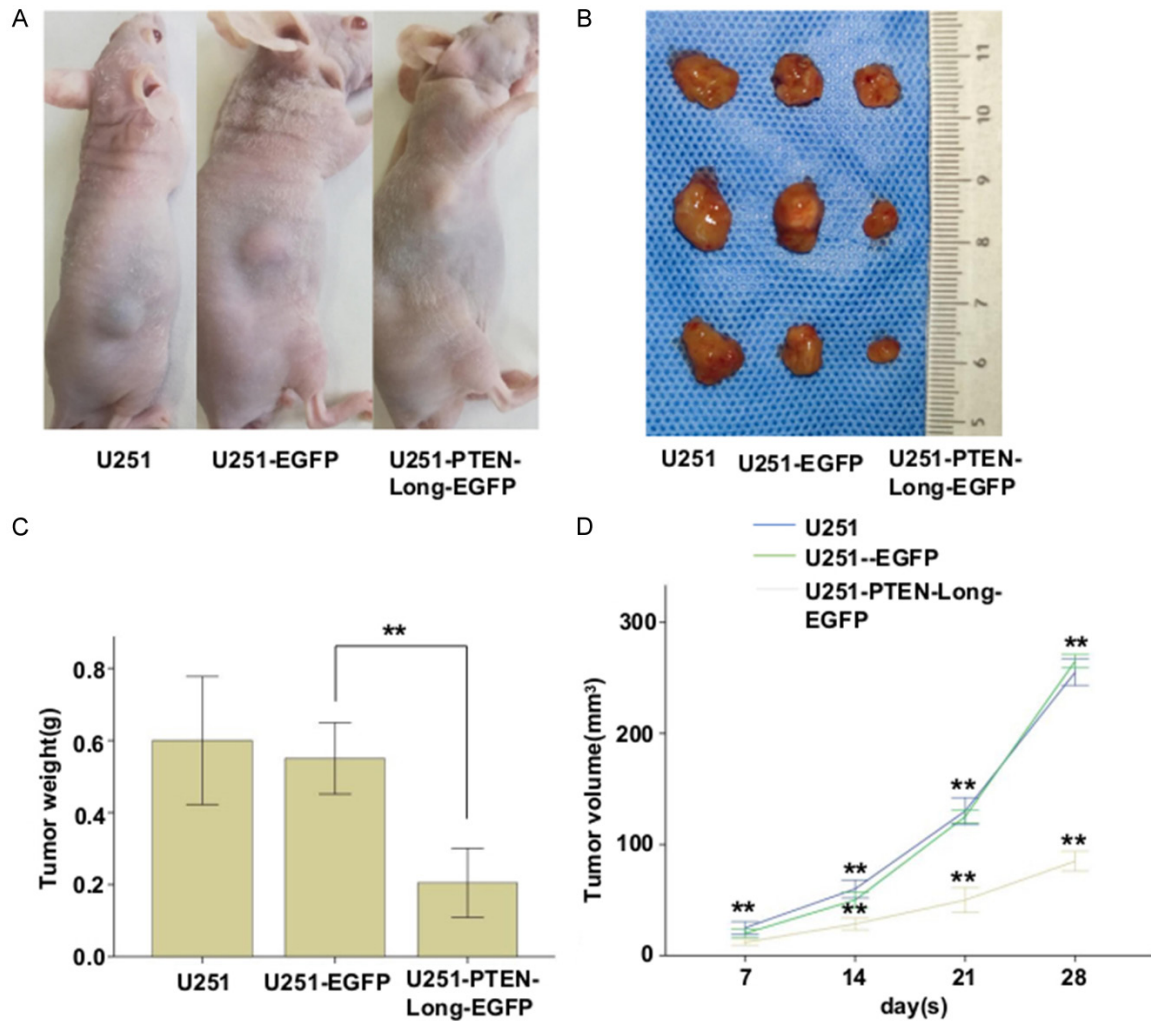 A
B
U251
U251-EGFP
U251-PTEN-
Long-EGFP
11
10
9
8
7
6
5
U251
U251-EGFP
U251-PTEN-
Long-EGFP
C
Tumor weight(g)
0.8
0.6
0.4
0.2
0.0
**
U251
U251-EGFP
U251-PTEN-
Long-EGFP
D
U251
U251--EGFP
U251-PTEN-Long-
EGFP
Tumor volume(mm³)
300
200
100
0
**
**
**
**
**
**
**
7
14
21
28
day(s)